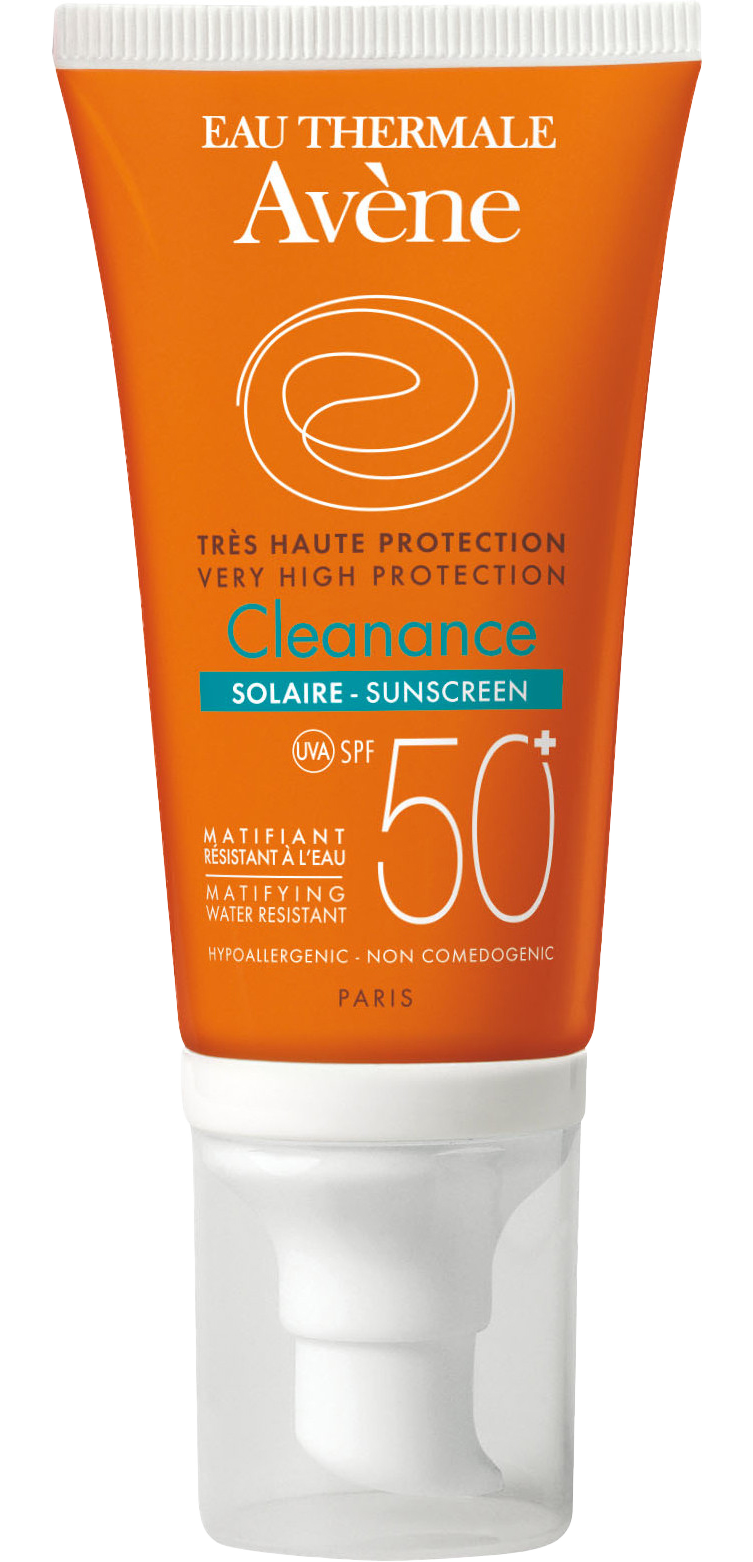 EAU THERMALE
Avène
TRÈS HAUTE PROTECTION
VERY HIGH PROTECTION
Cleanance
SOLAIRE - SUNSCREEN
UVA SPF 50+
MATIFIANT
RÉSISTANT À L'EAU
MATIFYING
WATER RESISTANT
HYPOALLERGENIC - NON COMEDOGENIC
PARIS